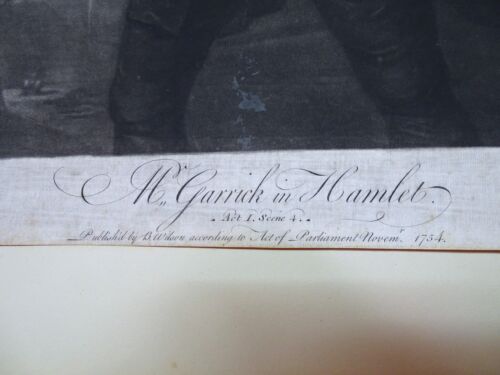 Mr. Garrick in Hamlet.
Act I. Scene 4.
Publish'd by B. Wilson according to Act of Parliament Novemr. 1754.